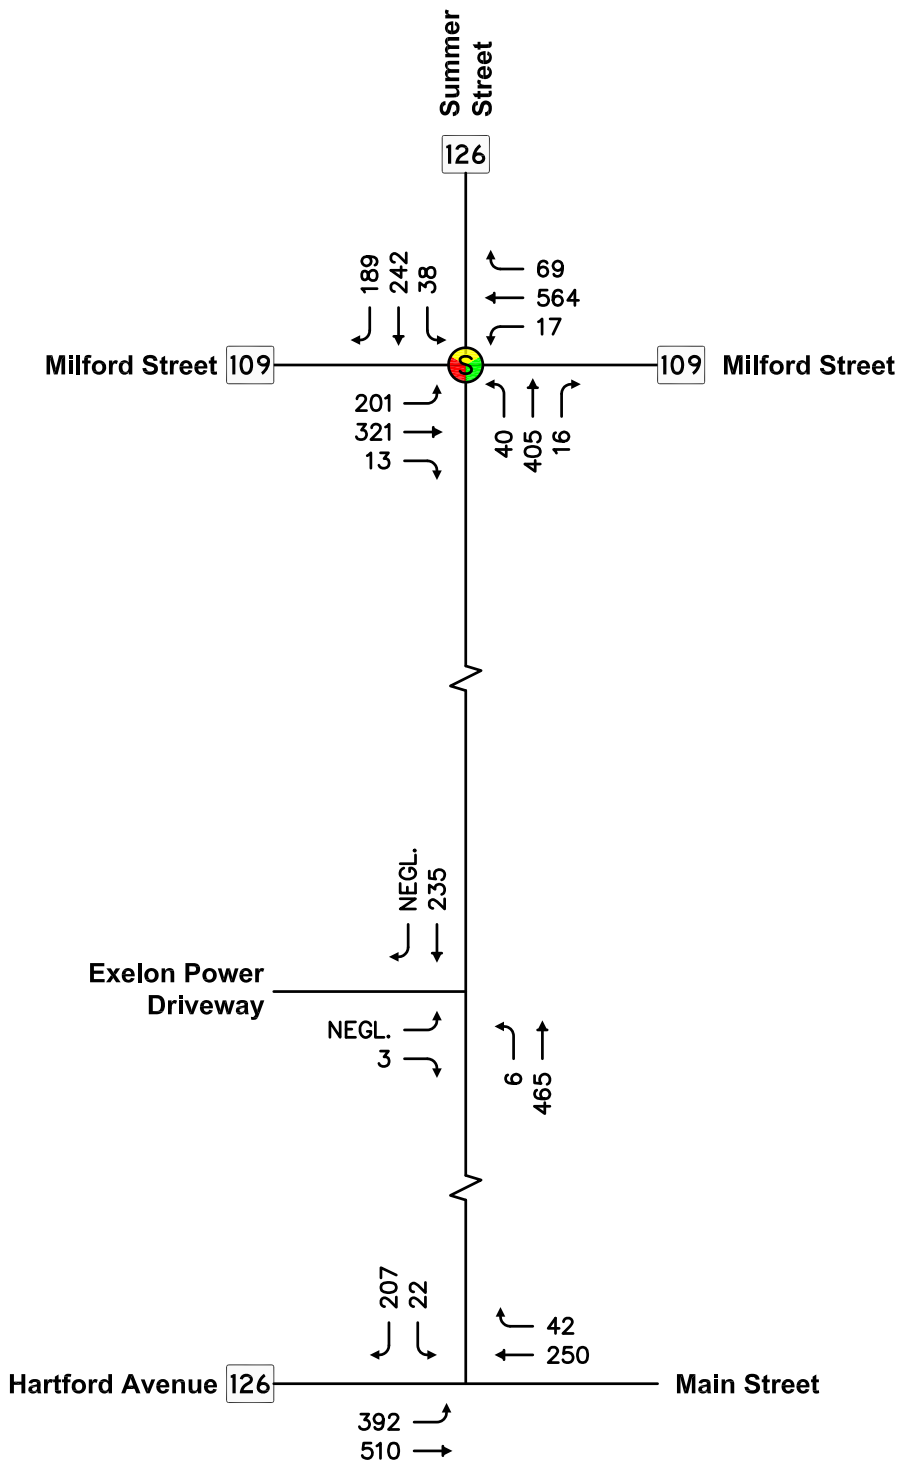 Summer
Street
126
189
242
38
69
564
17
Milford Street
109
S
109
Milford Street
201
321
13
40
405
16
NEGL.
235
Exelon Power
Driveway
NEGL.
3
6
465
207
22
42
250
Hartford Avenue
126
Main Street
392
510